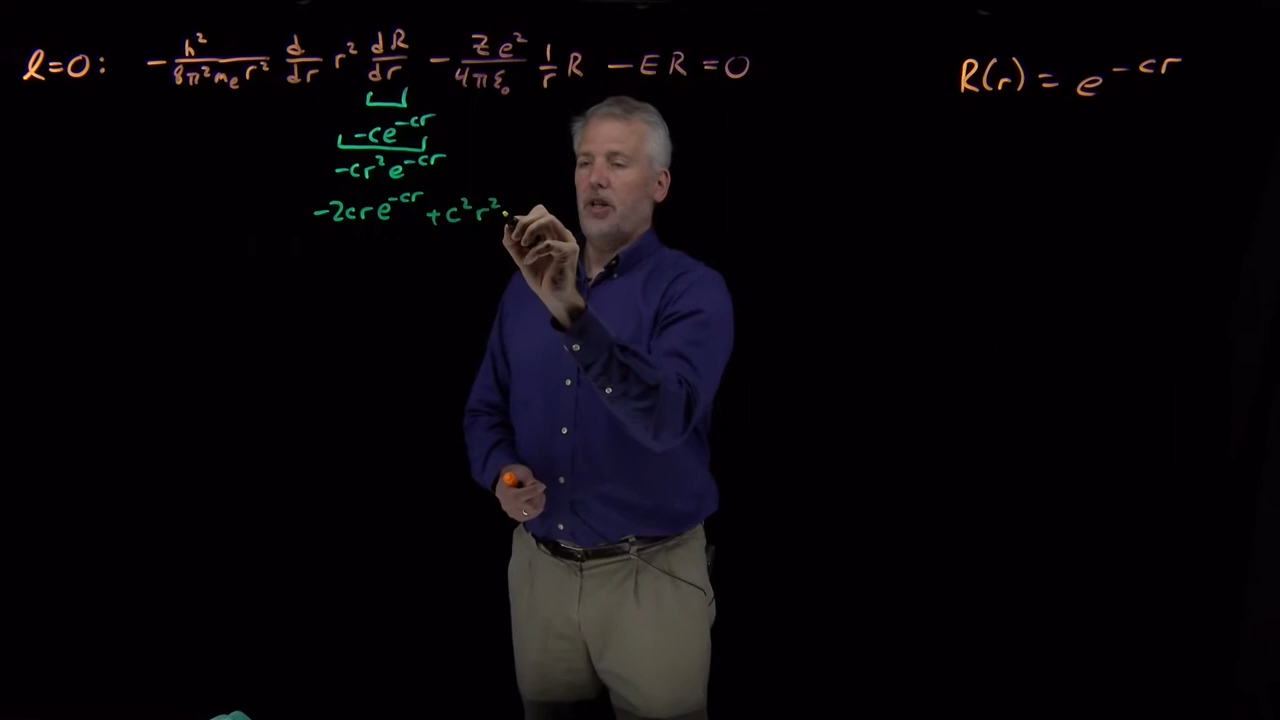 l=0: -h²/(8π²mₑr²) d/dr r² dR/dr - Ze²/(4πε₀) 1/r R - ER = 0
R(r) = e^(-cr)
-ce^(-cr)
-cr²e^(-cr)
-2cre^(-cr) + c²r²